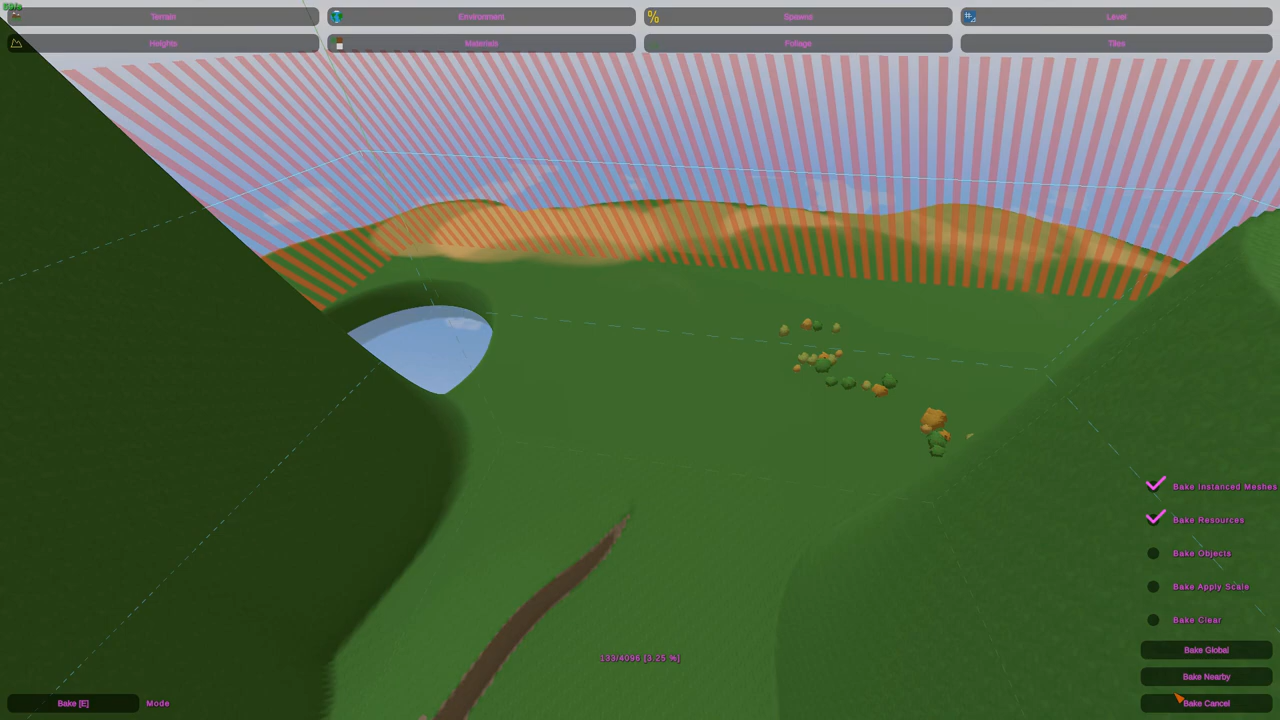 Terrain
Environment
%
Spawns
Level
Heights
Materials
Foliage
Tiles
Bake Instanced Meshes
Bake Resources
Bake Objects
Bake Apply Scale
Bake Clear
Bake Global
Bake Nearby
Bake Cancel
133/4096 [3.25 %]
Bake [E]
Mode